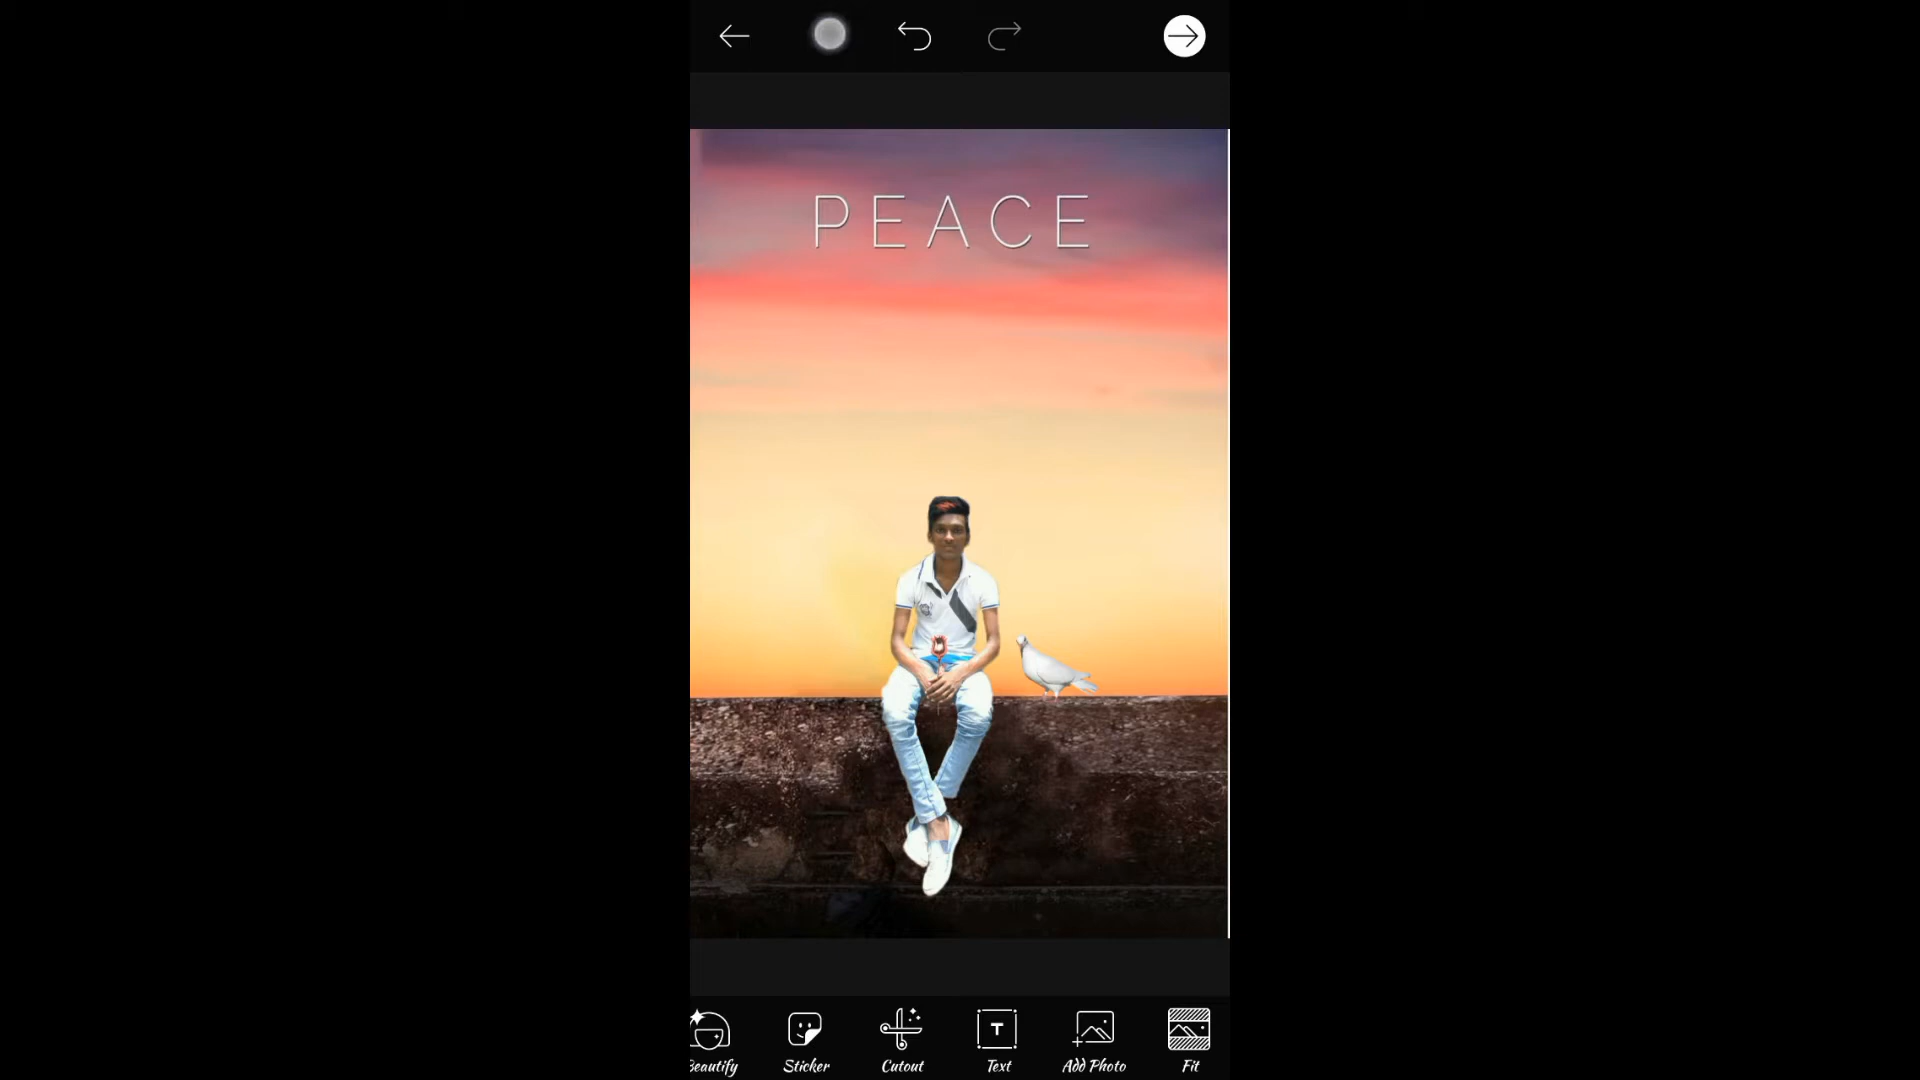 PEACE
Beautify
Sticker
Cutout
T
Text
Add Photo
Fit